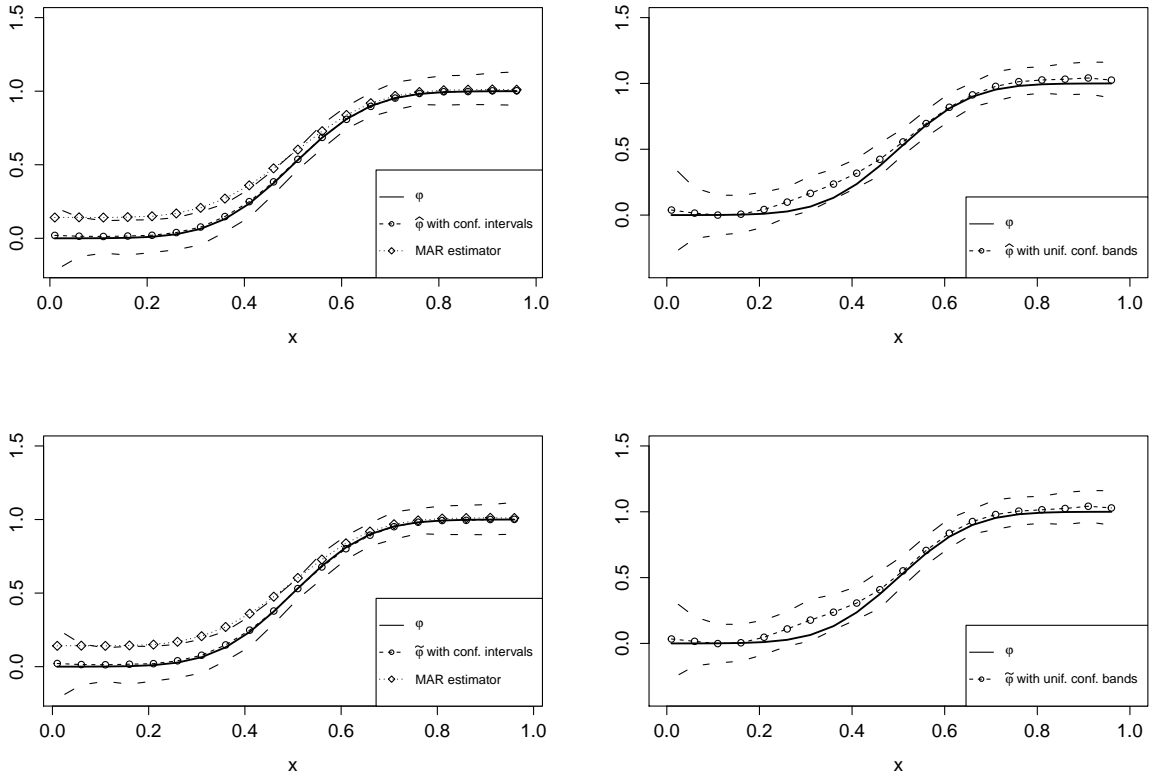 1.5
1.0
0.5
0.0
φ
φ̂ with conf. intervals
MAR estimator
0.0 0.2 0.4 0.6 0.8 1.0
x
1.5
1.0
0.5
0.0
φ
φ̂ with unif. conf. bands
0.0 0.2 0.4 0.6 0.8 1.0
x
1.5
1.0
0.5
0.0
φ
φ̃ with conf. intervals
MAR estimator
0.0 0.2 0.4 0.6 0.8 1.0
x
1.5
1.0
0.5
0.0
φ
φ̃ with unif. conf. bands
0.0 0.2 0.4 0.6 0.8 1.0
x